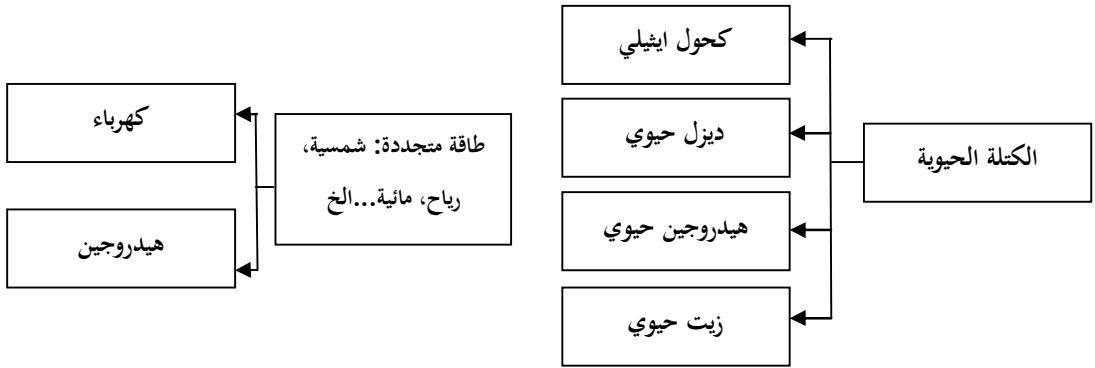 الكتلة الحيوية
كحول ايثيلي
ديزل حيوي
هيدروجين حيوي
زيت حيوي
طاقة متجددة: شمسية،
رياح، مائية...الخ
كهرباء
هيدروجين